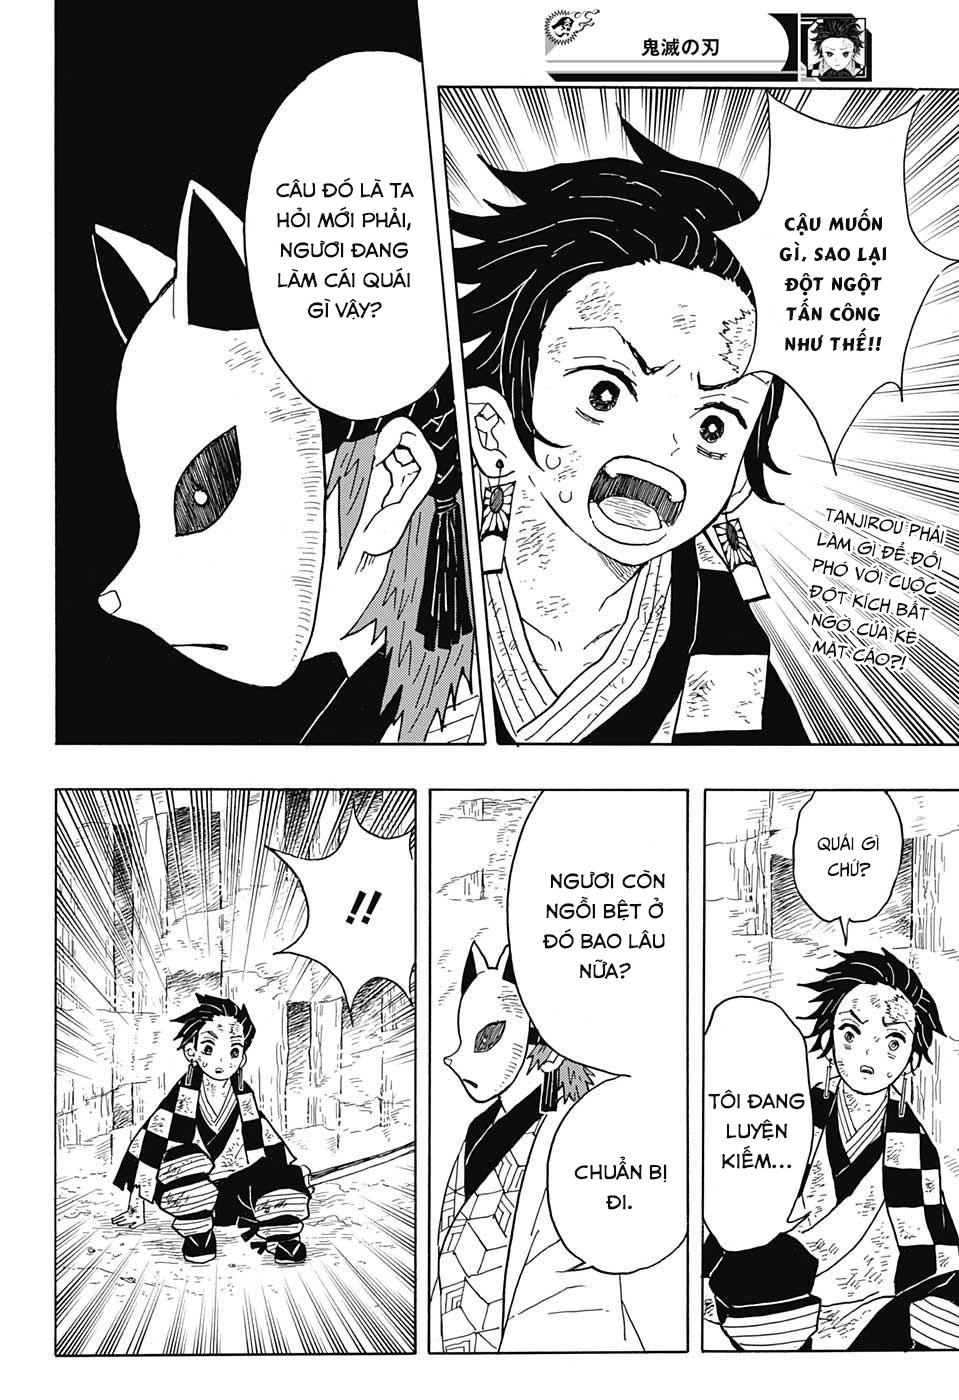 鬼滅の刃
CẬU MUỐN
GÌ, SAO LẠI
ĐỘT NGỘT
TẤN CÔNG
NHƯ THẾ!!
TANJIROU PHẢI
LÀM GÌ ĐỂ ĐỐI
PHÓ VỚI CUỘC
ĐỘT KÍCH BẤT
NGỜ CỦA KẺ
MẶT CÁO?!
CÂU ĐÓ LÀ TA
HỎI MỚI PHẢI,
NGƯƠI ĐANG
LÀM CÁI QUÁI
GÌ VẬY?
QUÁI GÌ
CHỨ?
TÔI ĐANG
LUYỆN
KIẾM...
NGƯƠI CÒN
NGỒI BỆT Ở
ĐÓ BAO LÂU
NỮA?
CHUẨN BỊ
ĐI.
!!